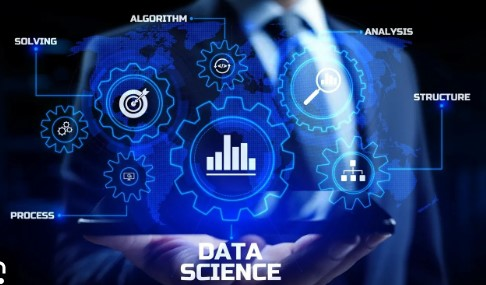 ALGORITHM
ANALYSIS
SOLVING
STRUCTURE
PROCESS
DATA
SCIENCE